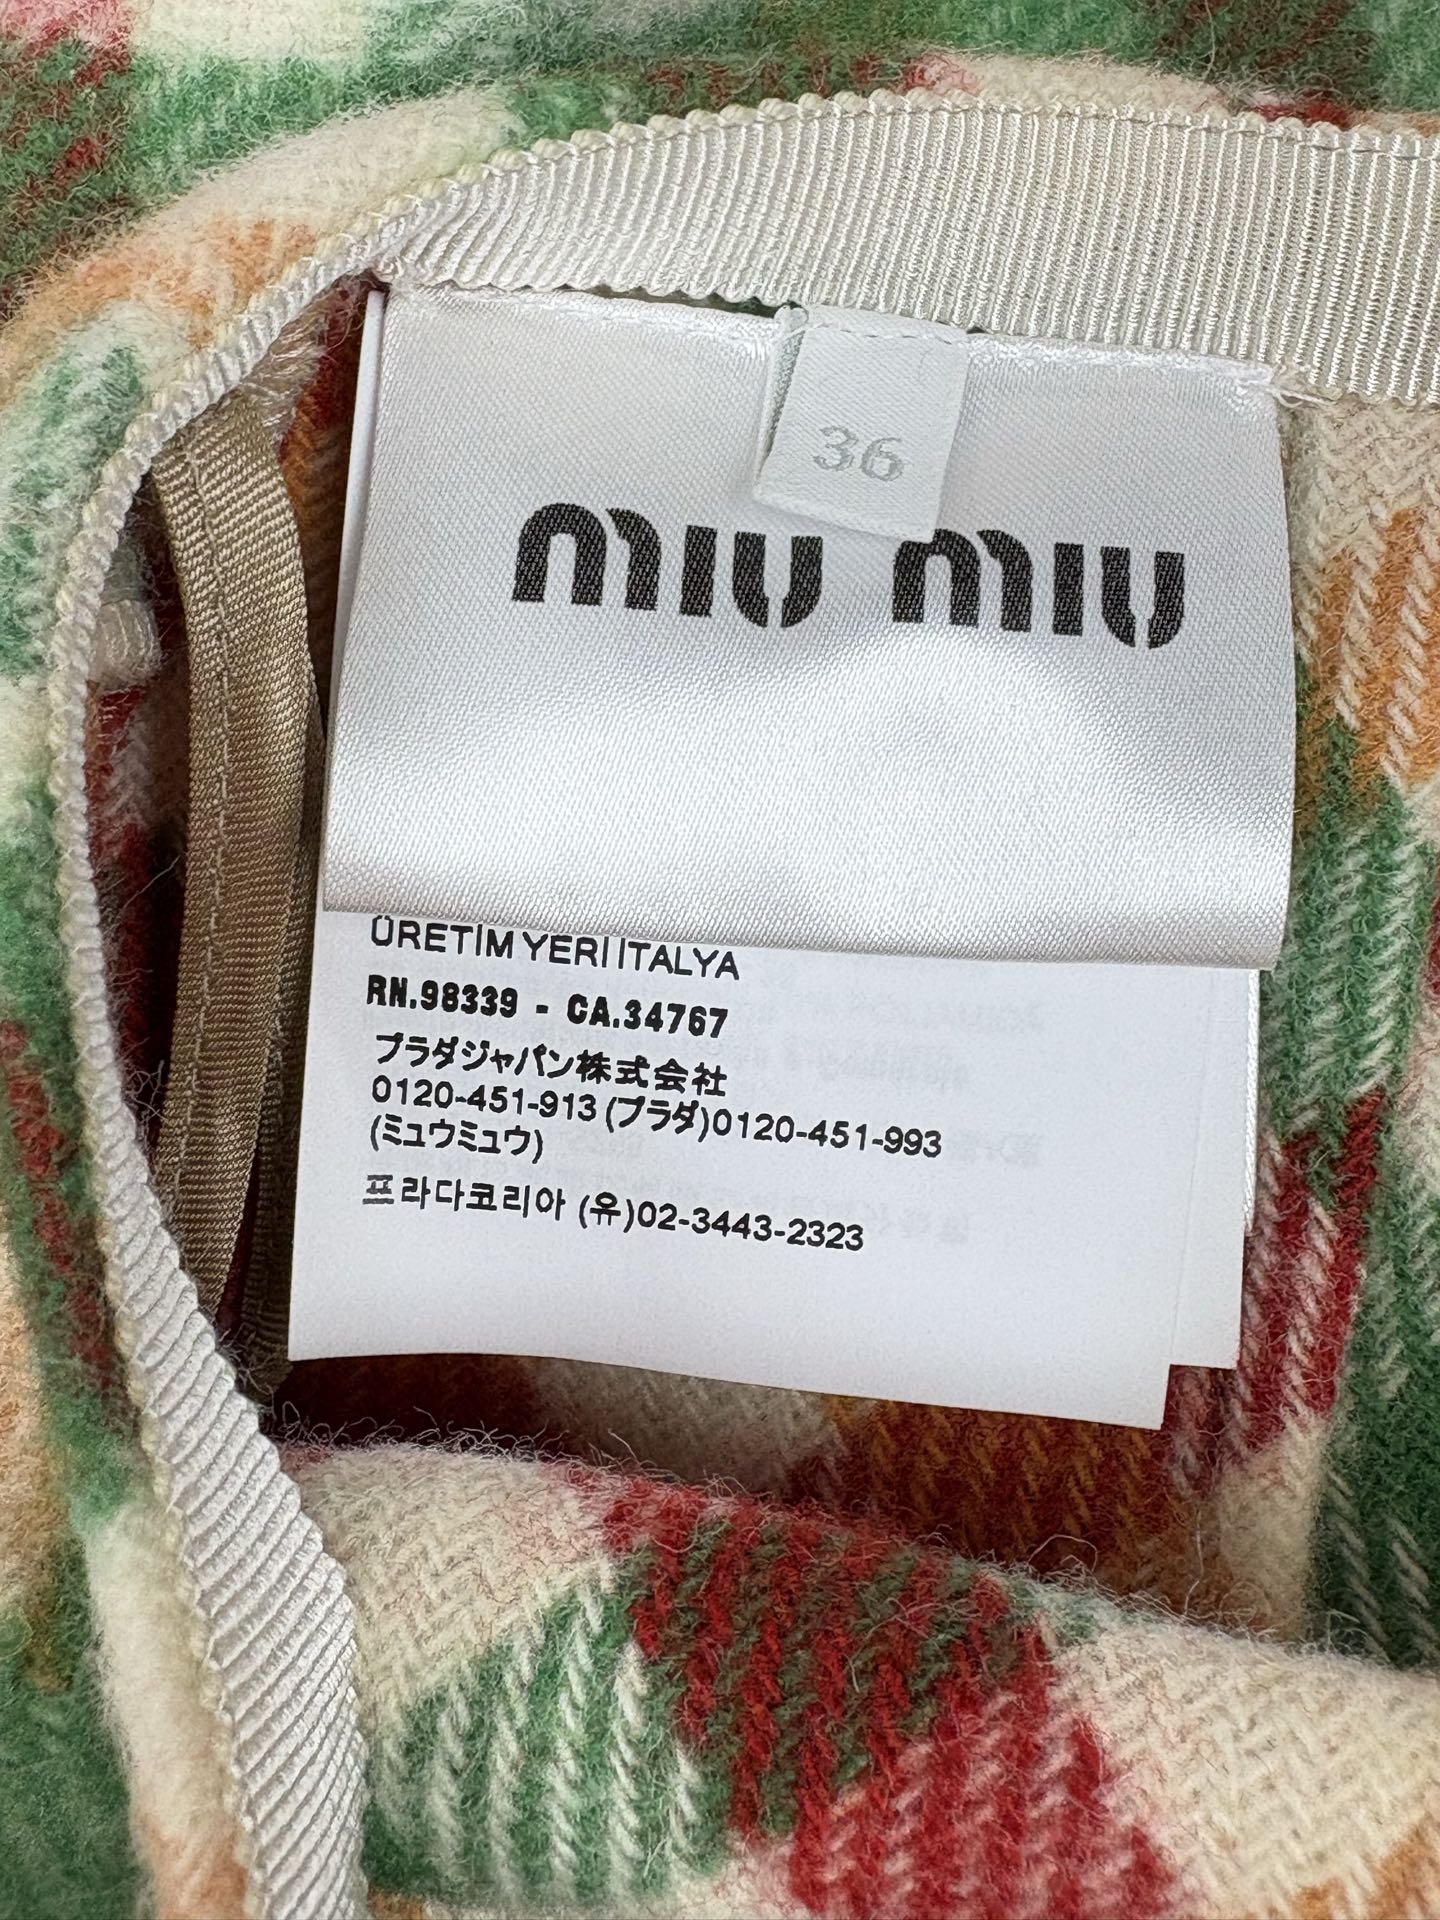 36
miu miu
ÜRETİM YERİ İTALYA
RN.98339 - CA.34767
プラダジャパン株式会社
0120-451-913 (プラダ)0120-451-993
(ミュウミュウ)
프라다코리아 (유)02-3443-2323